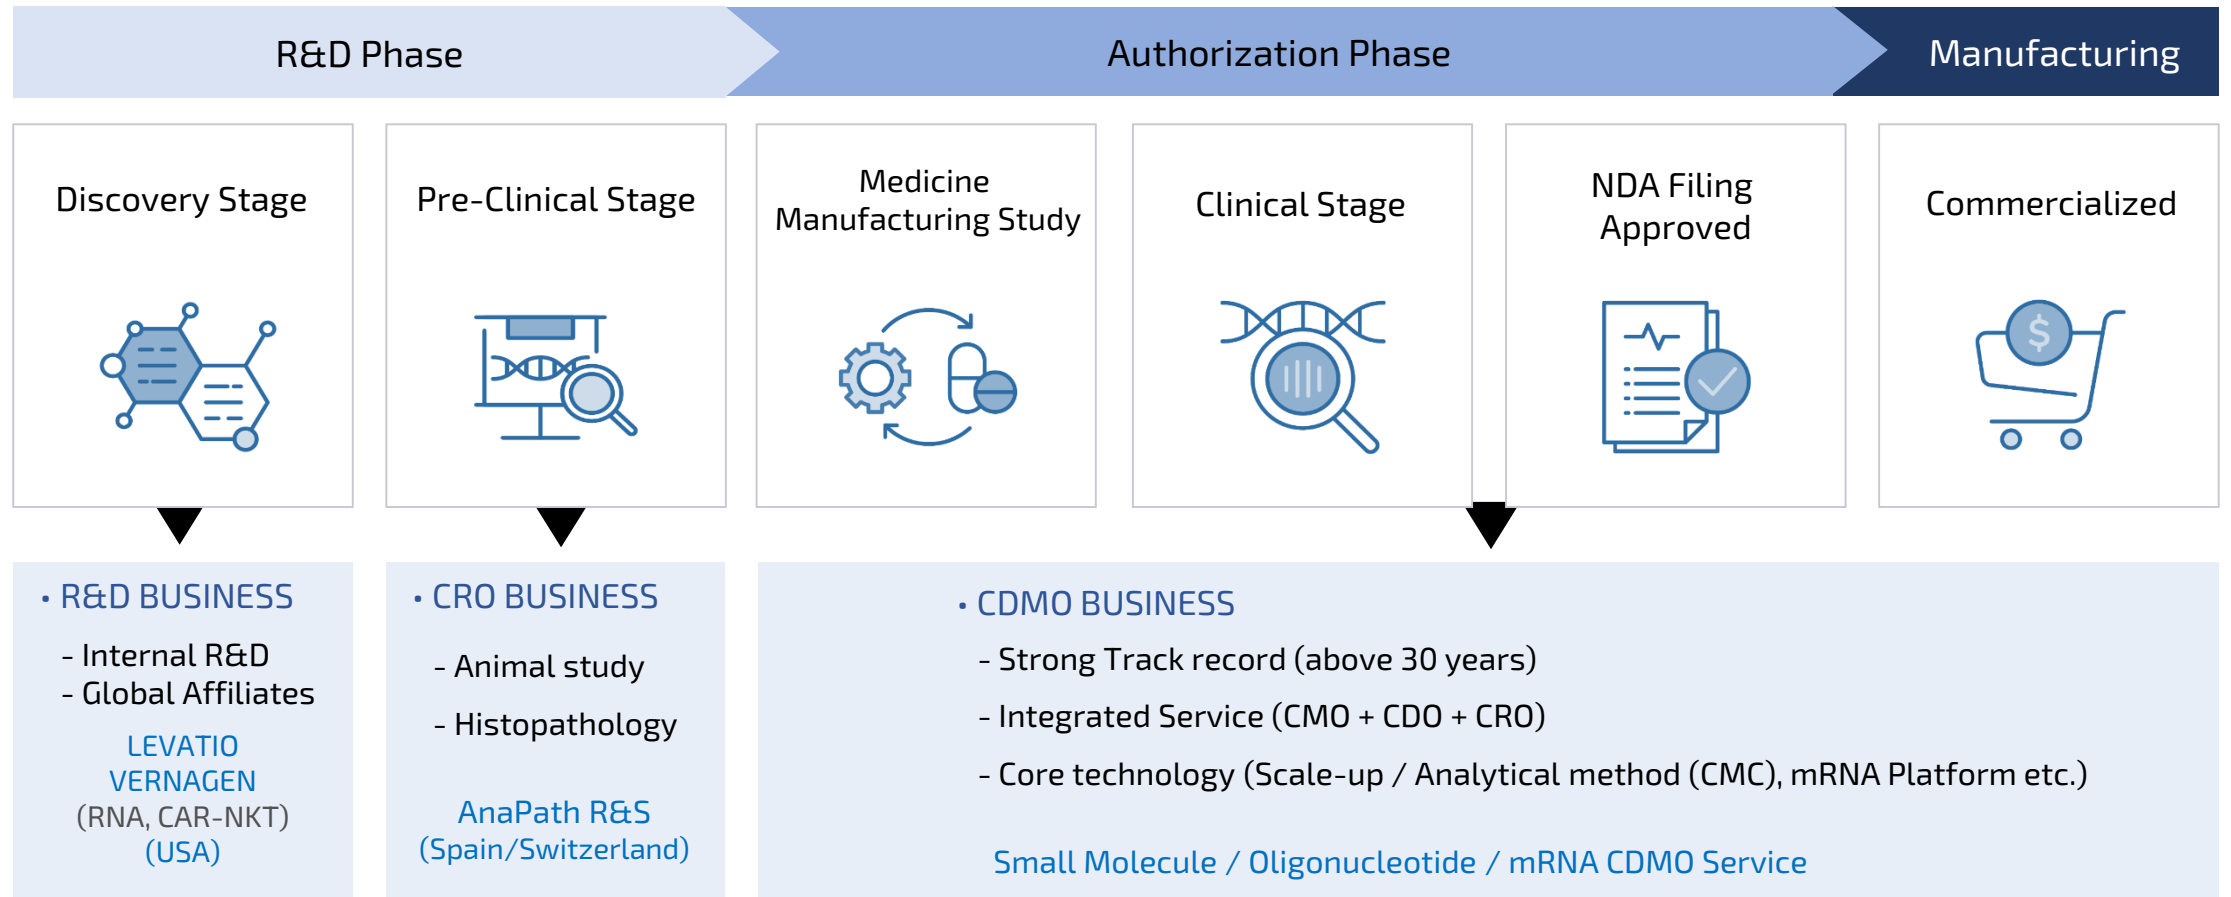 R&D Phase
Authorization Phase
Manufacturing
Discovery Stage
Pre-Clinical Stage
Medicine
Manufacturing Study
Clinical Stage
NDA Filing
Approved
Commercialized
$
· R&D BUSINESS
- Internal R&D
- Global Affiliates
LEVATIO
VERNAGEN
(RNA, CAR-NKT)
(USA)
· CRO BUSINESS
- Animal study
- Histopathology
AnaPath R&S
(Spain/Switzerland)
· CDMO BUSINESS
- Strong Track record (above 30 years)
- Integrated Service (CMO + CDO + CRO)
- Core technology (Scale-up / Analytical method (CMC), mRNA Platform etc.)
Small Molecule / Oligonucleotide / mRNA CDMO Service